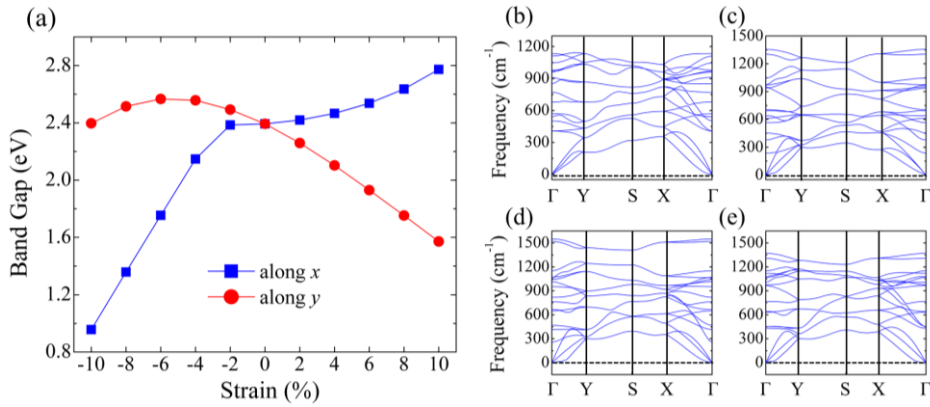 (a)
Band Gap (eV)
2.8
2.4
2.0
1.6
1.2
0.8
-10 -8 -6 -4 -2 0 2 4 6 8 10
Strain (%)
along x
along y
(b)
Frequency (cm⁻¹)
1200
900
600
300
0
Γ Y S X Γ
(c)
1500
1200
900
600
300
0
Γ Y S X Γ
(d)
Frequency (cm⁻¹)
1500
1200
900
600
300
0
Γ Y S X Γ
(e)
1500
1200
900
600
300
0
Γ Y S X Γ